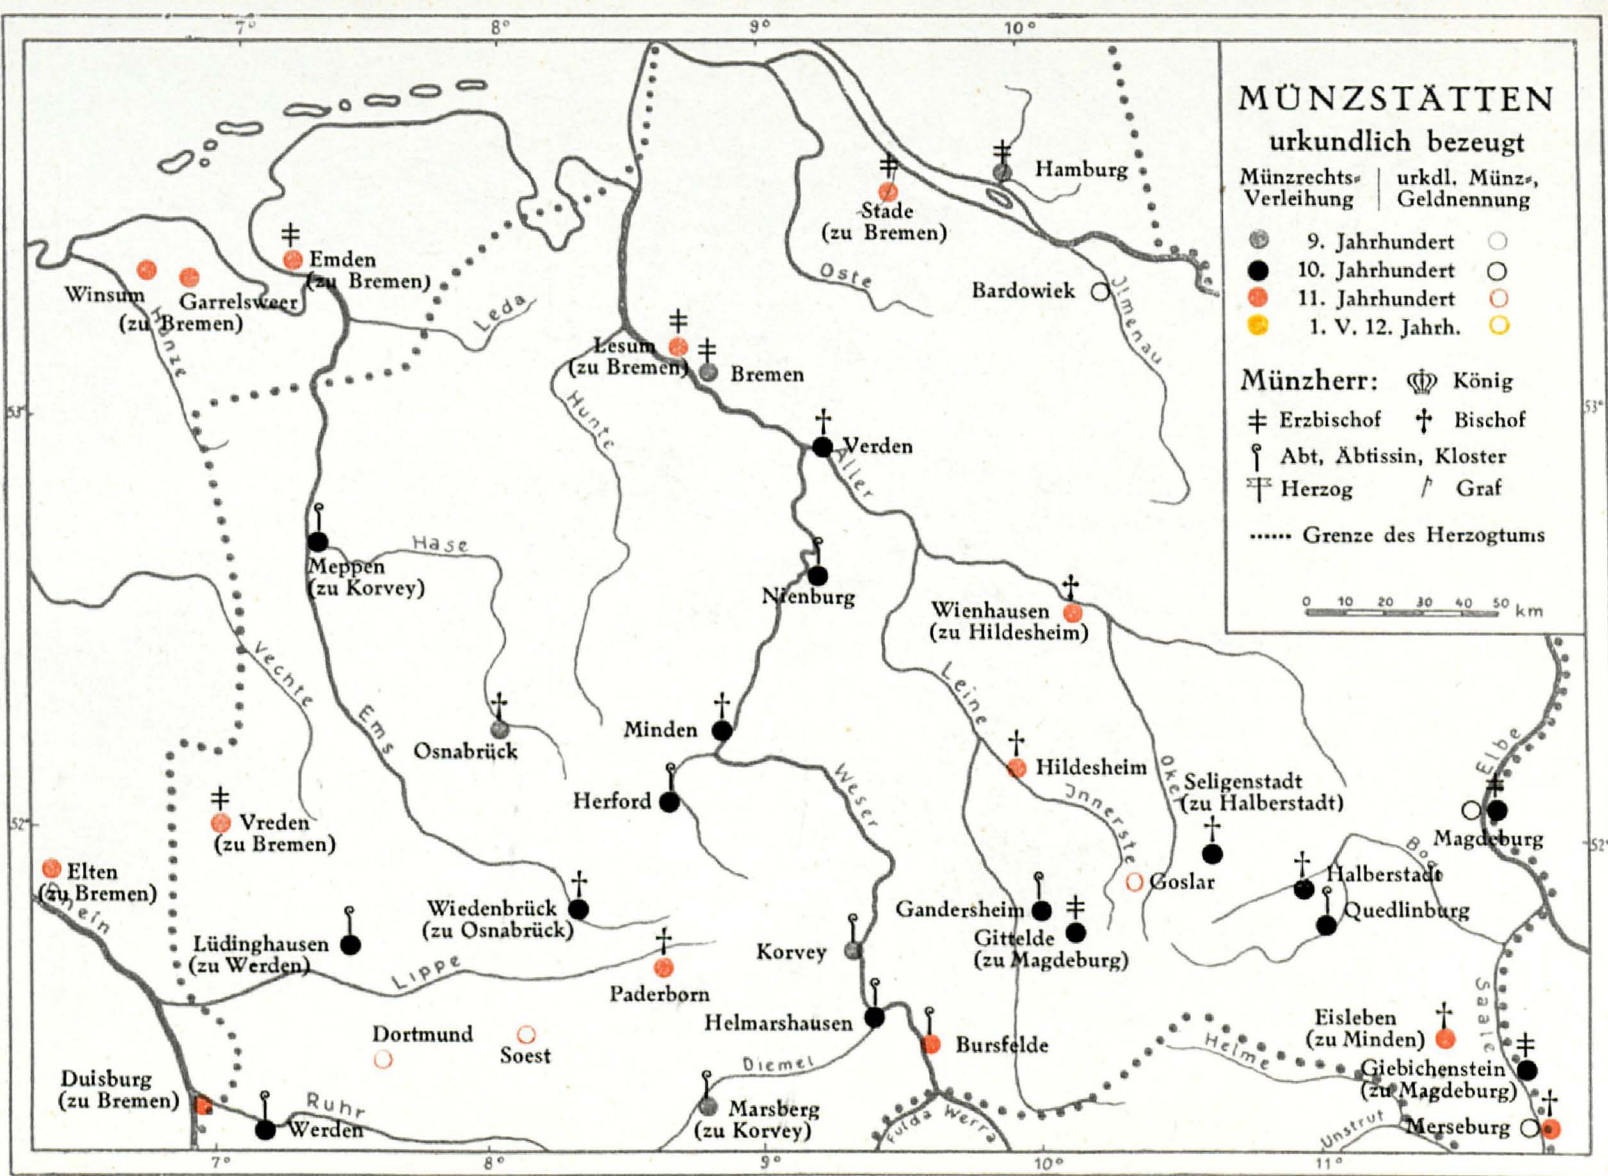 7° 8° 9° 10°
MÜNZSTÄTTEN
urkundlich bezeugt
Münzrechts=
Verleihung
urkdl. Münz=,
Geldnennung
9. Jahrhundert
10. Jahrhundert
11. Jahrhundert
1. V. 12. Jahrh.
Münzherr:
König
Erzbischof
Bischof
Abt, Äbtissin, Kloster
Herzog
Graf
Grenze des Herzogtums
0 10 20 30 40 50 km
Hamburg
Stade
(zu Bremen)
Emden
(zu Bremen)
Winsum
Garrelsweer
(zu Bremen)
Hunze
Leda
Oste
Bardowiek
Ilmenau
Lesum
(zu Bremen)
Bremen
53°
53°
Hunte
Verden
Aller
Meppen
(zu Korvey)
Hase
Nienburg
Wienhausen
(zu Hildesheim)
Vechte
Ems
Leine
Osnabrück
Minden
Hildesheim
Oker
Elbe
Seligenstadt
(zu Halberstadt)
Herford
Weser
Innerste
Magdeburg
52°
52°
Vreden
(zu Bremen)
Bode
Elten
(zu Bremen)
Rhein
Goslar
Halberstadt
Quedlinburg
Wiedenbrück
(zu Osnabrück)
Gandersheim
Gittelde
(zu Magdeburg)
Lüdinghausen
(zu Werden)
Lippe
Korvey
Paderborn
Saale
Helmarshausen
Eisleben
(zu Minden)
Dortmund
Soest
Bursfelde
Helme
Diemel
Giebichenstein
(zu Magdeburg)
Duisburg
(zu Bremen)
Ruhr
Werden
Marsberg
(zu Korvey)
Fulda
Werra
Unstrut
Merseburg
7° 8° 9° 10° 11°